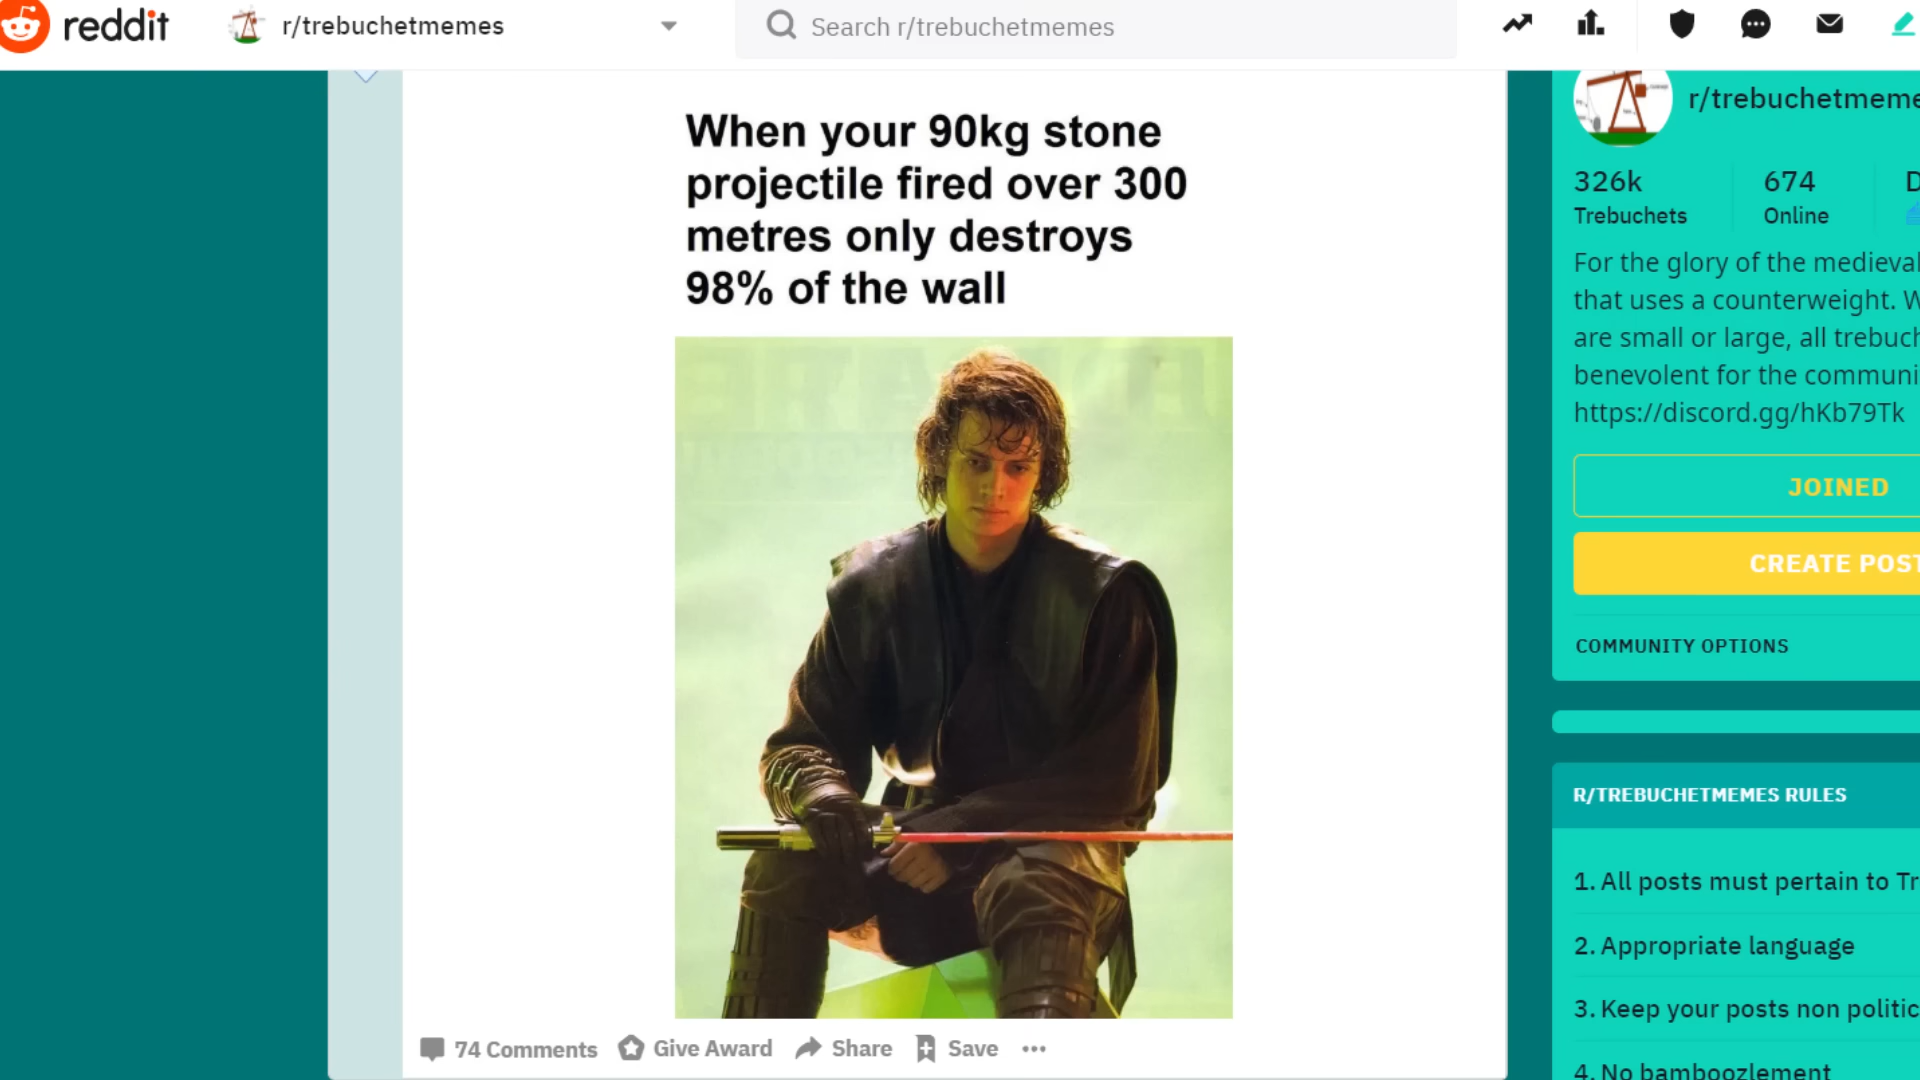 reddit
r/trebuchetmemes
Search r/trebuchetmemes
When your 90kg stone
projectile fired over 300
metres only destroys
98% of the wall
74 Comments
Give Award
Share
Save
r/trebuchetmeme
326k
674
Trebuchets
Online
For the glory of the medieval
that uses a counterweight. W
are small or large, all trebuch
benevolent for the communi
https://discord.gg/hKb79Tk
JOINED
CREATE POST
COMMUNITY OPTIONS
R/TREBUCHETMEMES RULES
1. All posts must pertain to Tr
2. Appropriate language
3. Keep your posts non politic
4. No bamboozlement